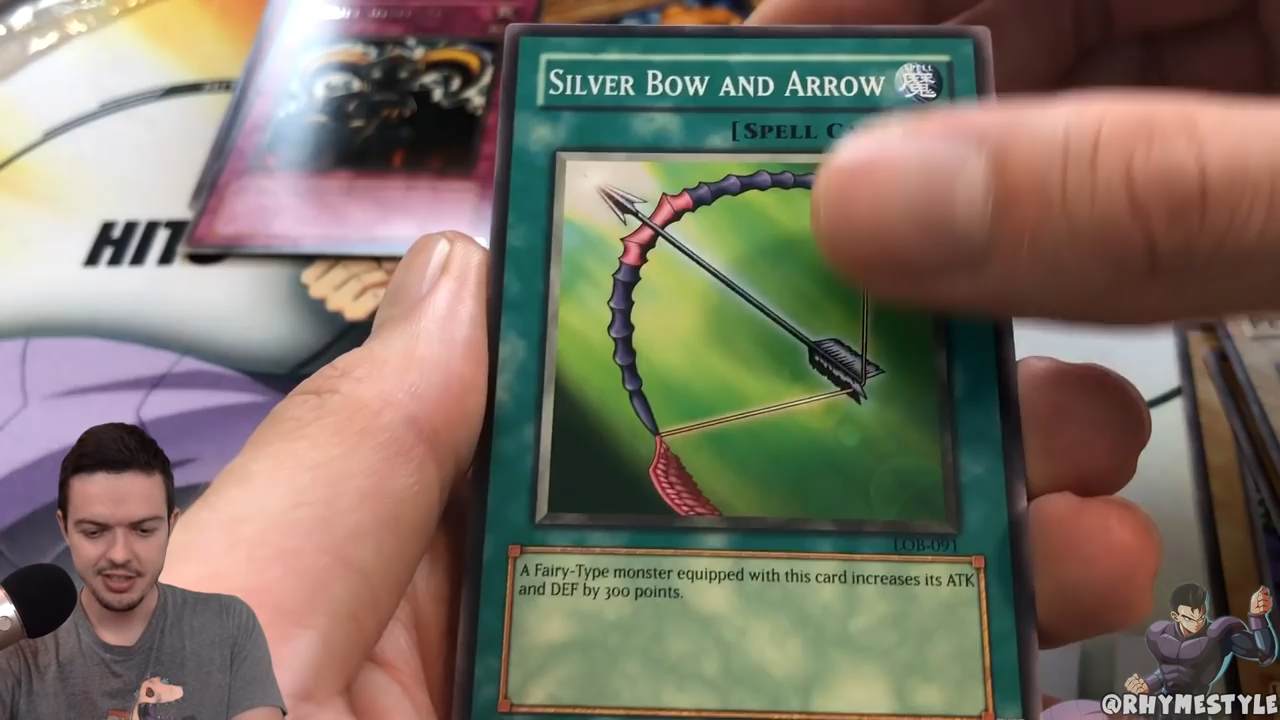 SILVER BOW AND ARROW
SPELL
魔
[SPELL
LOB-091
A Fairy-Type monster equipped with this card increases its ATK
and DEF by 300 points.
HIT
@RHYMESTYLE